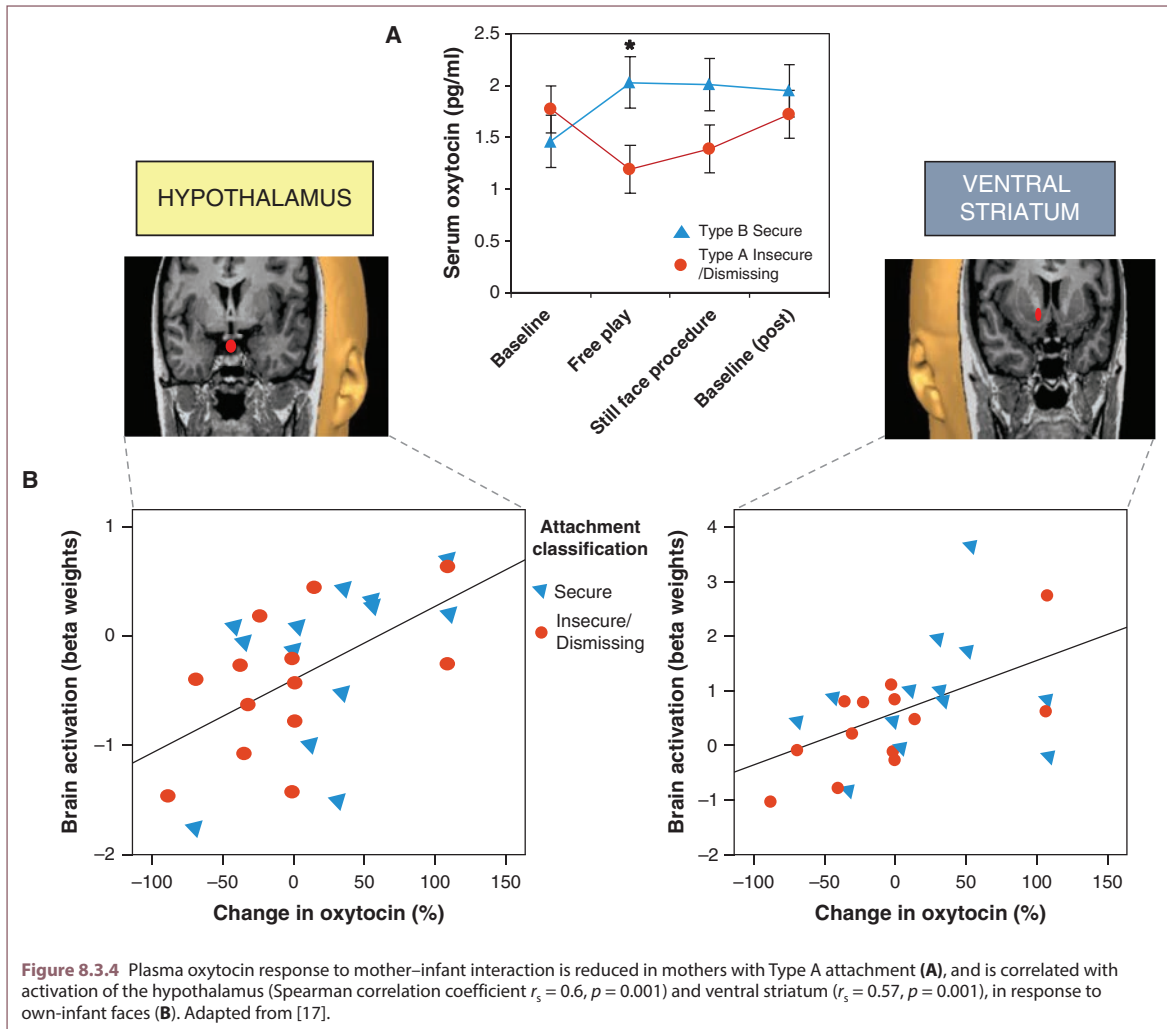 A
2.5
*
2
1.5
1
0.5
0
Serum oxytocin (pg/ml)
Type B Secure
Type A Insecure
/Dismissing
Baseline
Free play
Still face procedure
Baseline (post)
HYPOTHALAMUS
VENTRAL
STRIATUM
B
1
0
−1
−2
Brain activation (beta weights)
−100
−50
0
50
100
150
Change in oxytocin (%)
Attachment
classification
Secure
Insecure/
Dismissing
4
3
2
1
0
−1
−2
Brain activation (beta weights)
−100
−50
0
50
100
150
Change in oxytocin (%)
Figure 8.3.4 Plasma oxytocin response to mother–infant interaction is reduced in mothers with Type A attachment (A), and is correlated with
activation of the hypothalamus (Spearman correlation coefficient rs = 0.6, p = 0.001) and ventral striatum (rs = 0.57, p = 0.001), in response to
own-infant faces (B). Adapted from [17].